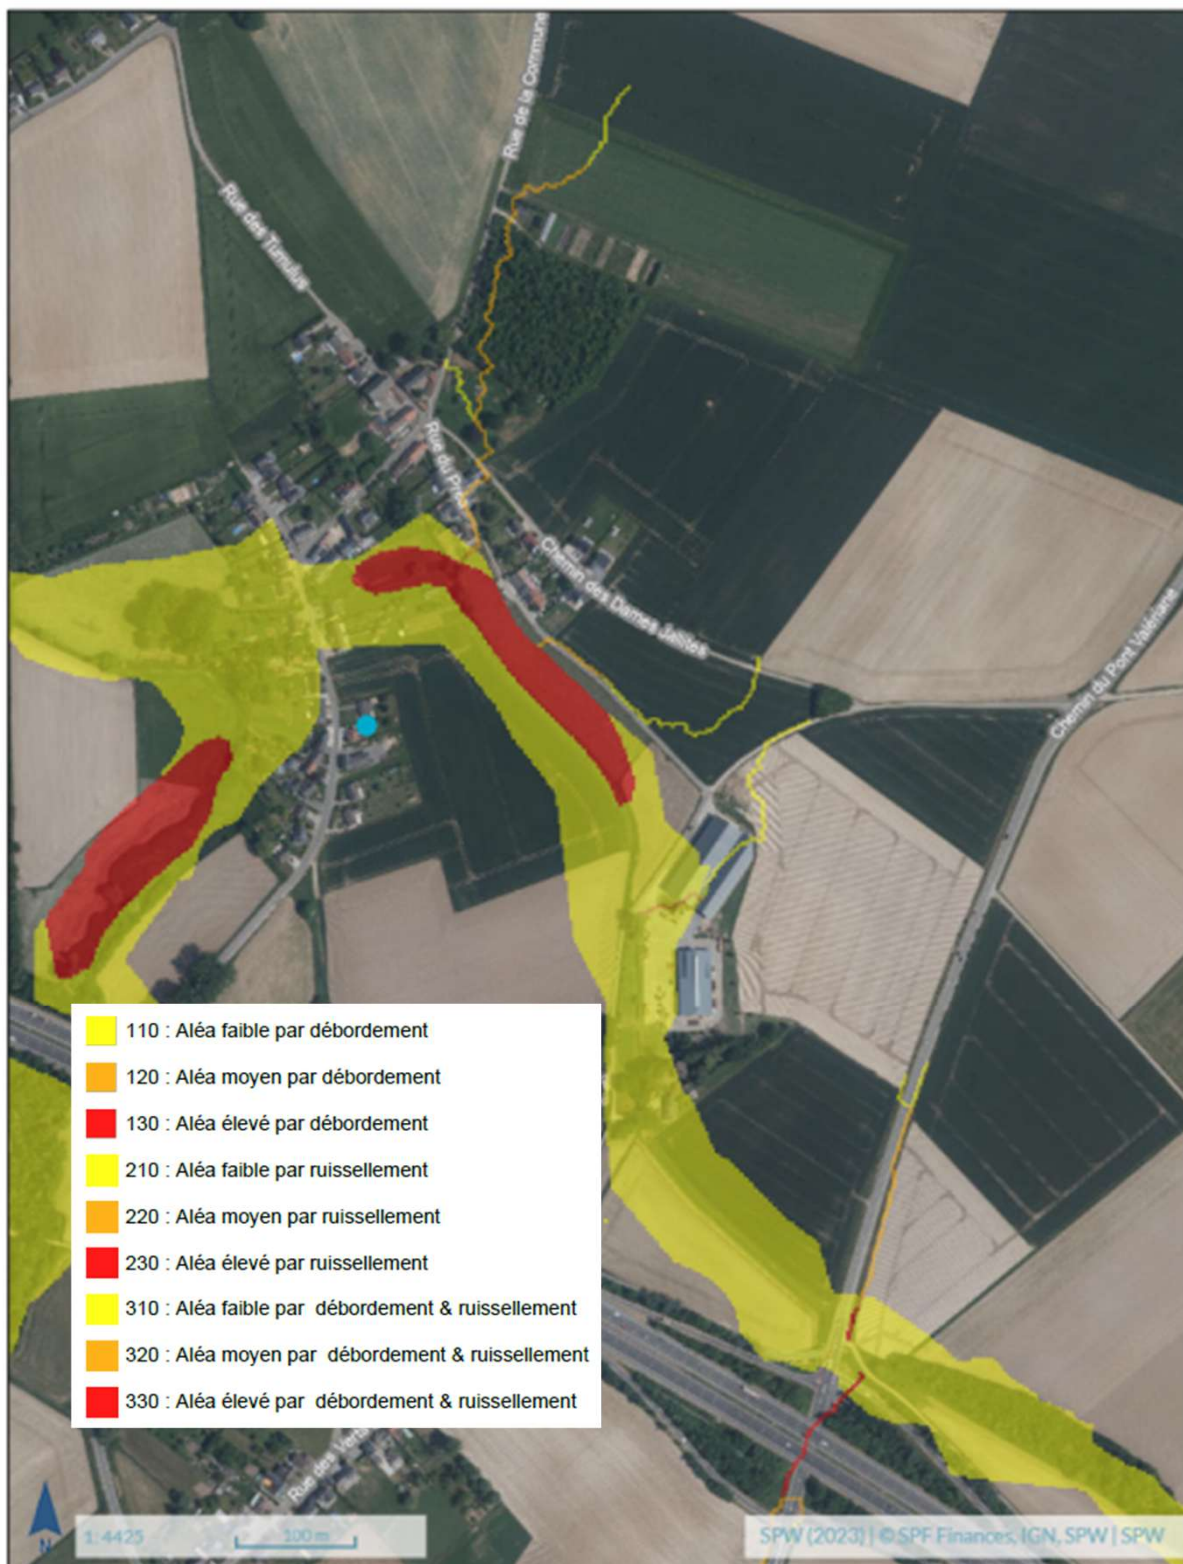 Rue de la Commune
Rue des Tumulus
Rue du Pr
Chemin des Dames Jallites
Chemin du Pont Valériane
110 : Aléa faible par débordement
120 : Aléa moyen par débordement
130 : Aléa élevé par débordement
210 : Aléa faible par ruissellement
220 : Aléa moyen par ruissellement
230 : Aléa élevé par ruissellement
310 : Aléa faible par  débordement & ruissellement
320 : Aléa moyen par  débordement & ruissellement
330 : Aléa élevé par  débordement & ruissellement
Rue des
N
1: 4425
100 m
SPW (2023) | © SPF Finances, IGN, SPW | SPW